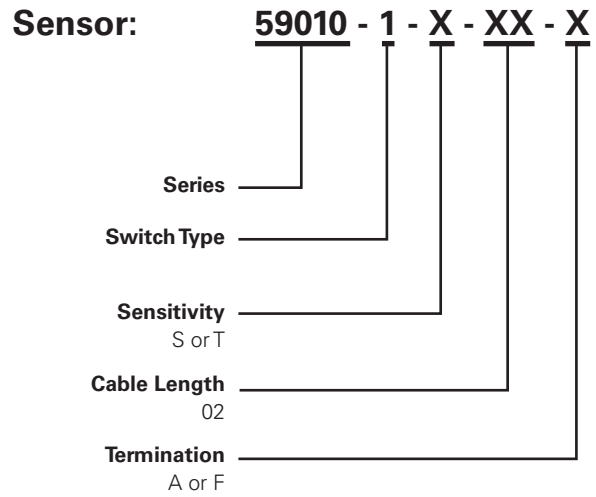 Sensor: 59010 - 1 - X - XX - X
Series
Switch Type
Sensitivity
S or T
Cable Length
02
Termination
A or F